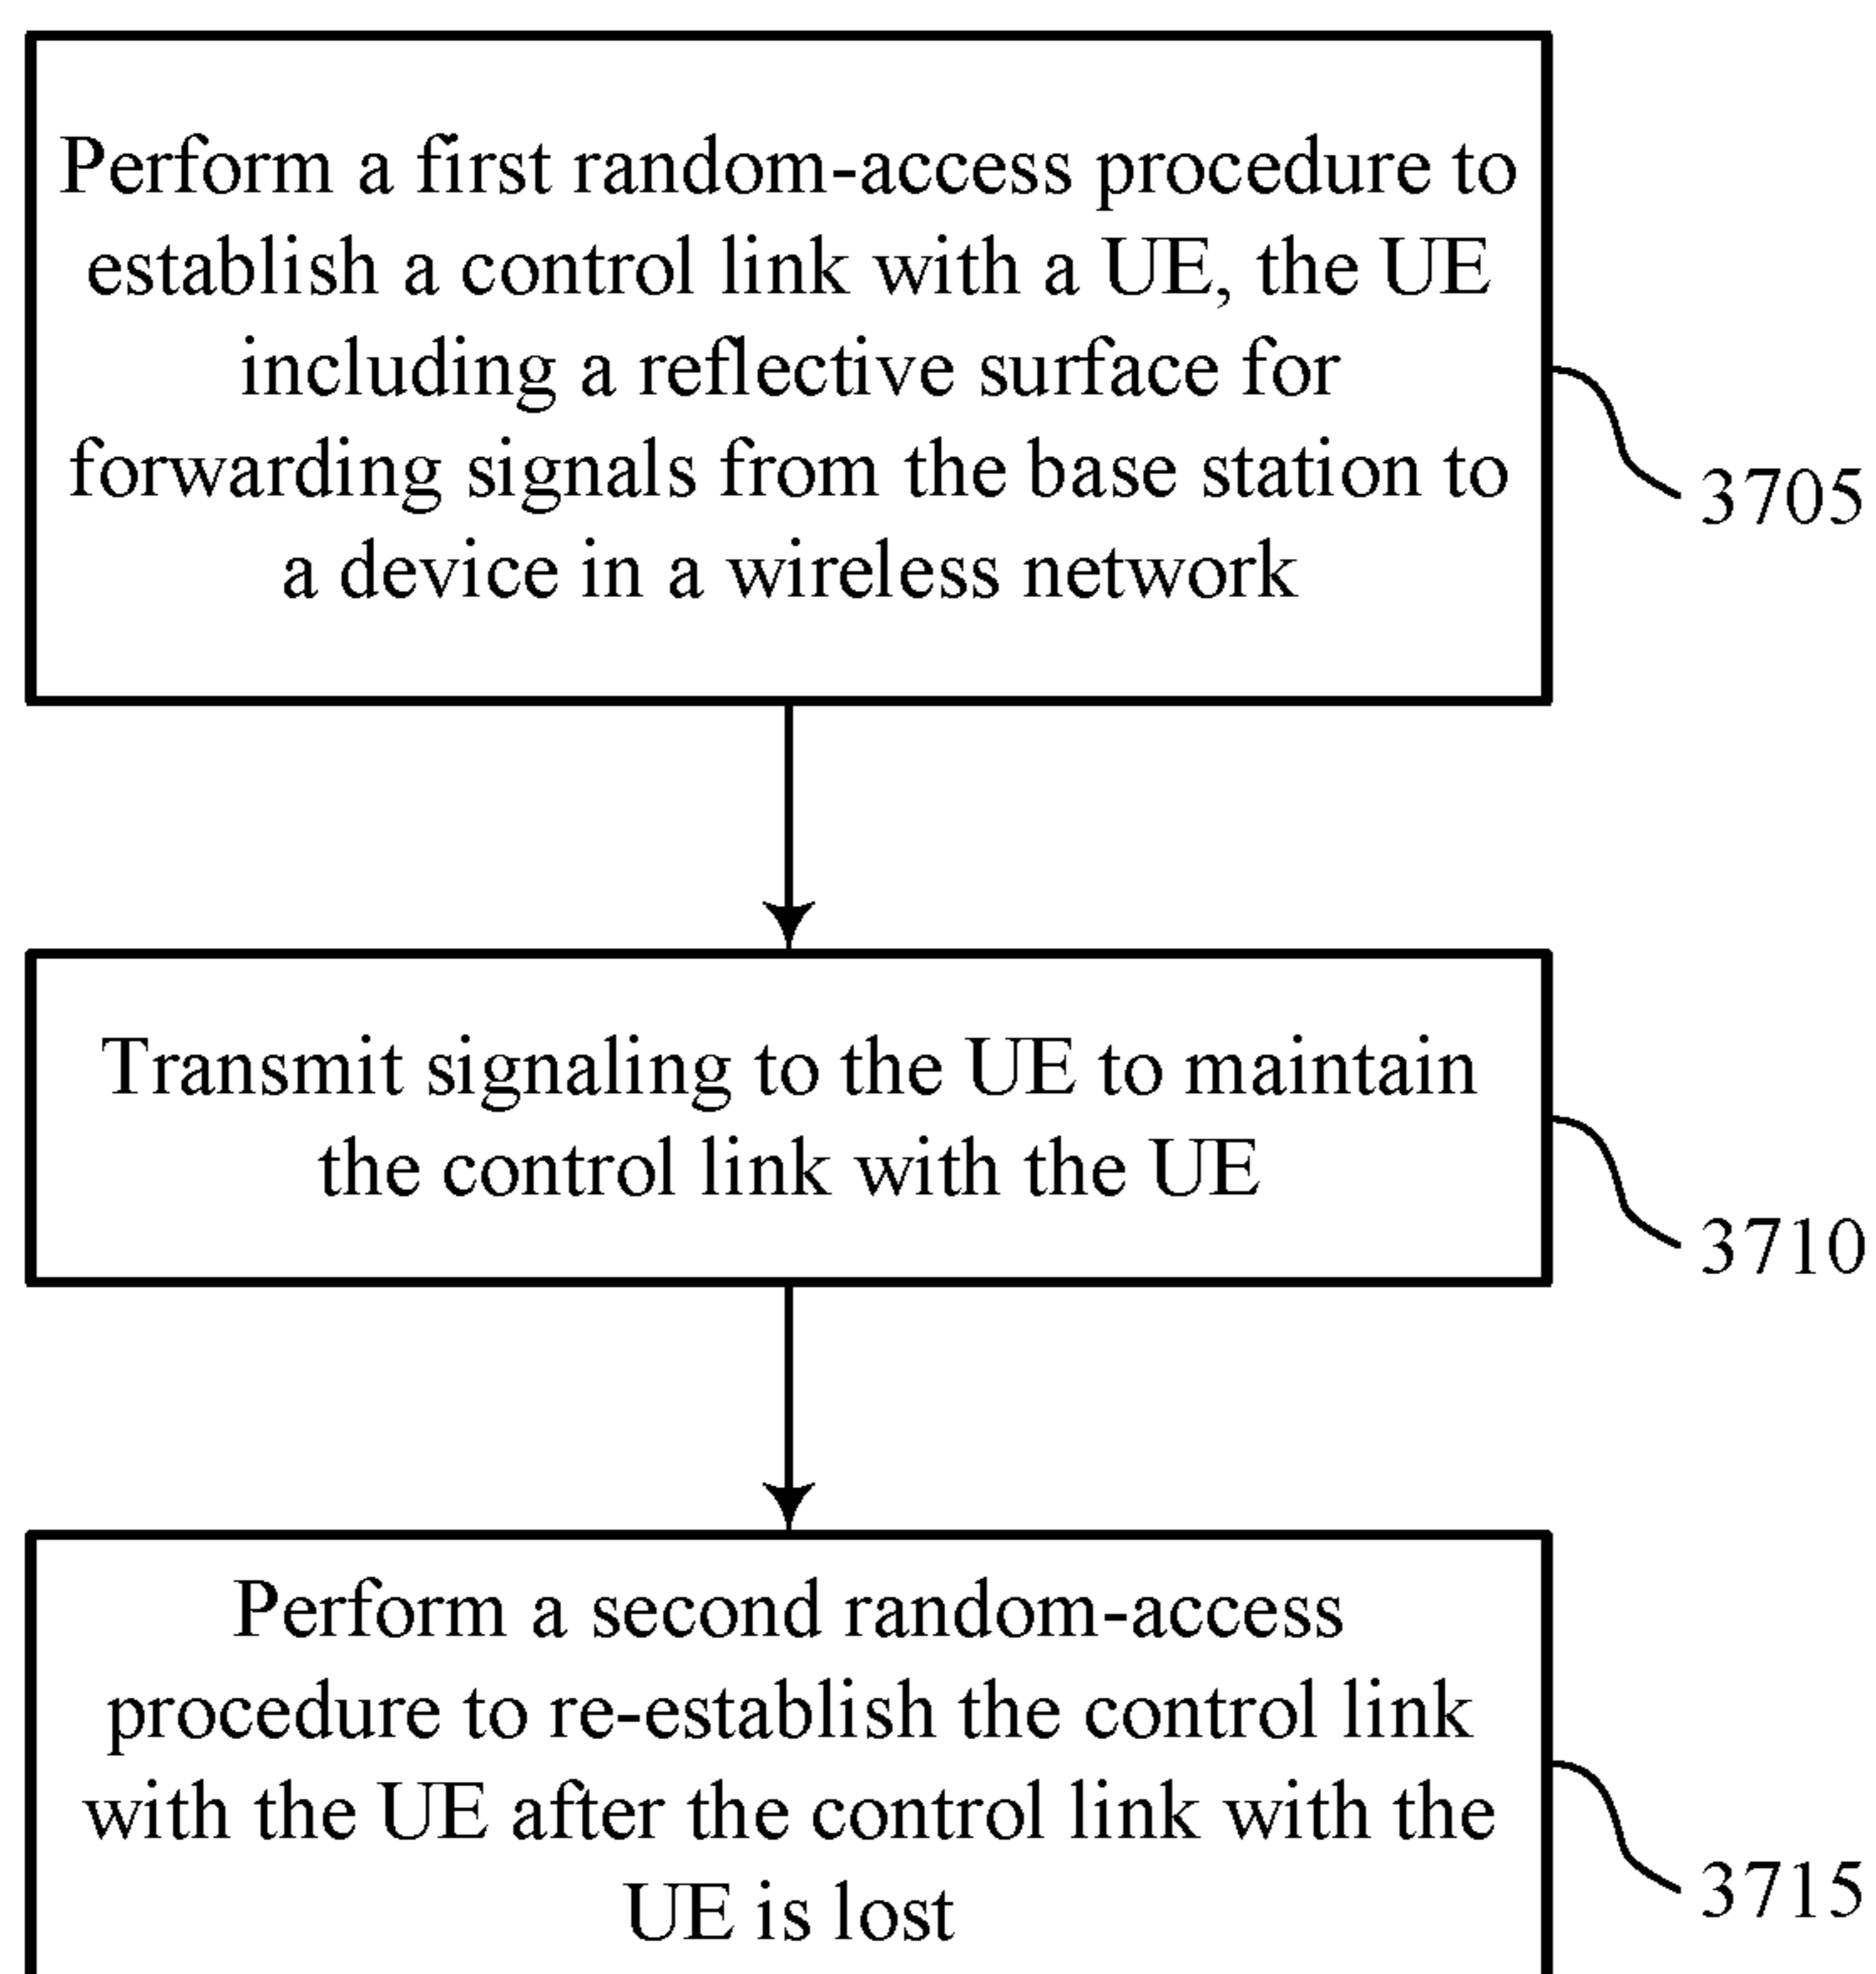 Perform a first random-access procedure to
establish a control link with a UE, the UE
including a reflective surface for
forwarding signals from the base station to
a device in a wireless network
3705
Transmit signaling to the UE to maintain
the control link with the UE
3710
Perform a second random-access
procedure to re-establish the control link
with the UE after the control link with the
UE is lost
3715